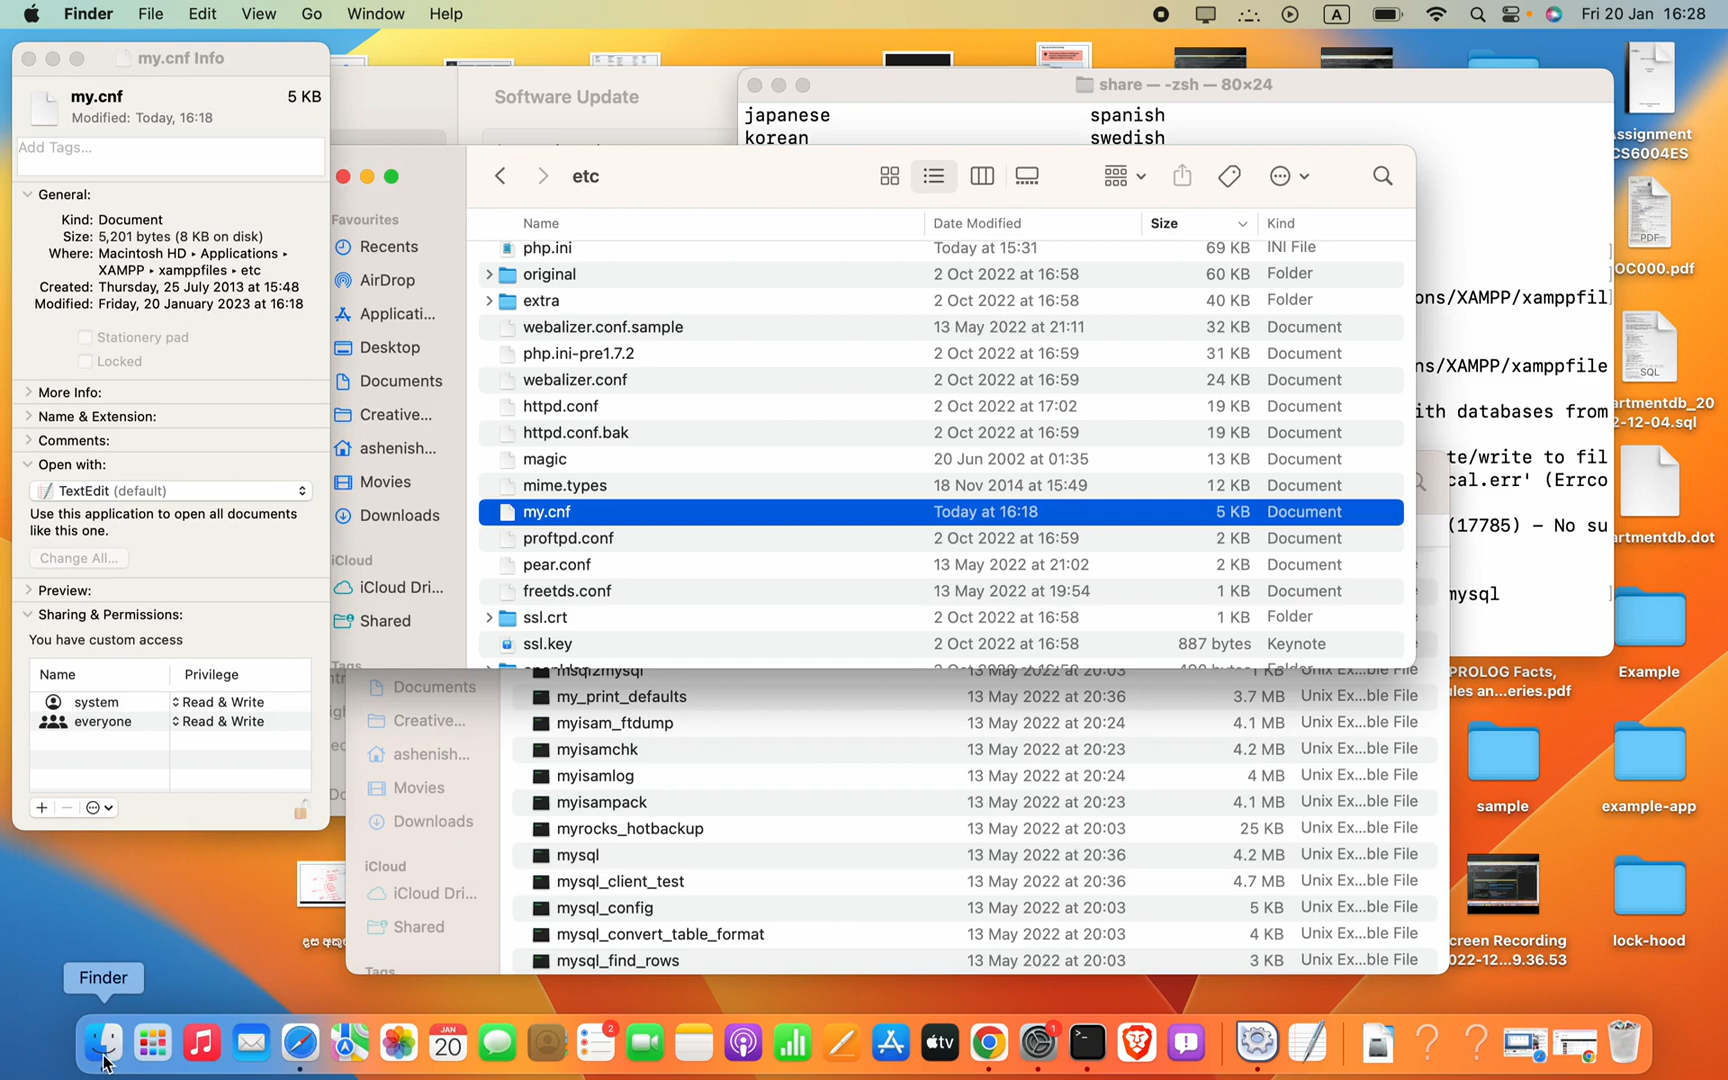 Finder File Edit View Go Window Help
A
Fri 20 Jan 16:28
my.cnf Info
my.cnf 5 KB
Modified: Today, 16:18
Add Tags...
General:
Kind: Document
Size: 5,201 bytes (8 KB on disk)
Where: Macintosh HD ▸ Applications ▸
XAMPP ▸ xamppfiles ▸ etc
Created: Thursday, 25 July 2013 at 15:48
Modified: Friday, 20 January 2023 at 16:18
Stationery pad
Locked
More Info:
Name & Extension:
Comments:
Open with:
TextEdit (default)
Use this application to open all documents
like this one.
Change All...
Preview:
Sharing & Permissions:
You have custom access
Name Privilege
system Read & Write
everyone Read & Write
Software Update
share — -zsh — 80×24
japanese spanish
korean swedish
ons/XAMPP/xamppfil
ns/XAMPP/xamppfile
ith databases from
te/write to fil
cal.err' (Errco
(17785) – No su
mysql
etc
Favourites
Recents
AirDrop
Applicati...
Desktop
Documents
Creative...
ashenish...
Movies
Downloads
iCloud
iCloud Dri...
Shared
Tags
Name Date Modified Size Kind
php.ini Today at 15:31 69 KB INI File
original 2 Oct 2022 at 16:58 60 KB Folder
extra 2 Oct 2022 at 16:58 40 KB Folder
webalizer.conf.sample 13 May 2022 at 21:11 32 KB Document
php.ini-pre1.7.2 2 Oct 2022 at 16:59 31 KB Document
webalizer.conf 2 Oct 2022 at 16:59 24 KB Document
httpd.conf 2 Oct 2022 at 17:02 19 KB Document
httpd.conf.bak 2 Oct 2022 at 16:59 19 KB Document
magic 20 Jun 2002 at 01:35 13 KB Document
mime.types 18 Nov 2014 at 15:49 12 KB Document
my.cnf Today at 16:18 5 KB Document
proftpd.conf 2 Oct 2022 at 16:59 2 KB Document
pear.conf 13 May 2022 at 21:02 2 KB Document
freetds.conf 13 May 2022 at 19:54 1 KB Document
ssl.crt 2 Oct 2022 at 16:58 1 KB Folder
ssl.key 2 Oct 2022 at 16:58 887 bytes Keynote
Documents
Creative...
ashenish...
Movies
Downloads
iCloud
iCloud Dri...
Shared
Tags
msql2mysql 13 May 2022 at 20:03 1 KB Unix Ex...ble File
my_print_defaults 13 May 2022 at 20:36 3.7 MB Unix Ex...ble File
myisam_ftdump 13 May 2022 at 20:24 4.1 MB Unix Ex...ble File
myisamchk 13 May 2022 at 20:23 4.2 MB Unix Ex...ble File
myisamlog 13 May 2022 at 20:24 4 MB Unix Ex...ble File
myisampack 13 May 2022 at 20:23 4.1 MB Unix Ex...ble File
myrocks_hotbackup 13 May 2022 at 20:03 25 KB Unix Ex...ble File
mysql 13 May 2022 at 20:36 4.2 MB Unix Ex...ble File
mysql_client_test 13 May 2022 at 20:36 4.7 MB Unix Ex...ble File
mysql_config 13 May 2022 at 20:03 5 KB Unix Ex...ble File
mysql_convert_table_format 13 May 2022 at 20:03 4 KB Unix Ex...ble File
mysql_find_rows 13 May 2022 at 20:03 3 KB Unix Ex...ble File
ssignment
CS6004ES
PDF
OC000.pdf
SQL
artmentdb_20
2-12-04.sql
artmentdb.dot
PROLOG Facts,
les an...eries.pdf
Example
sample
example-app
creen Recording
022-12...9.36.53
lock-hood
Finder
JAN
20
2
tv
1